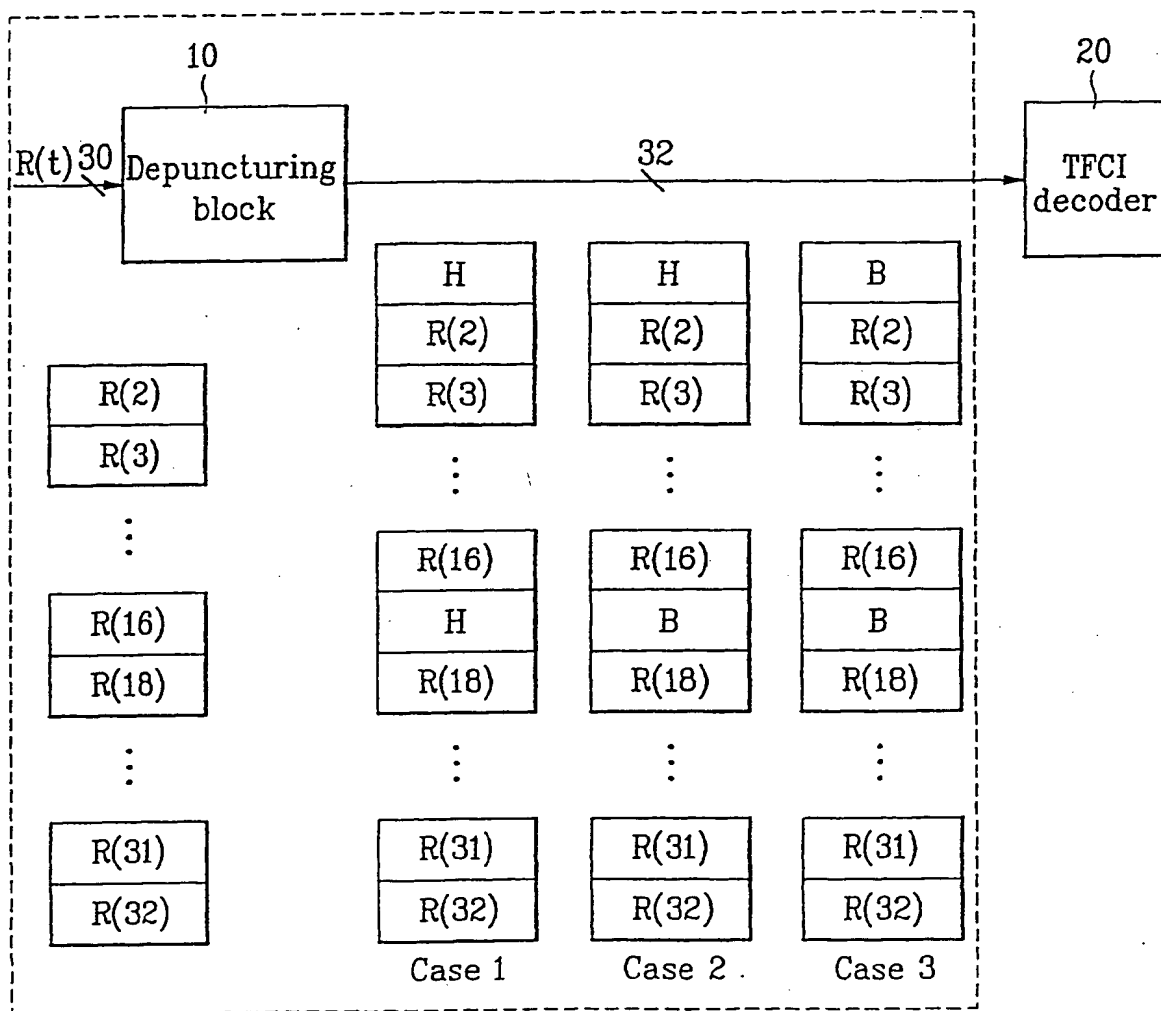 10
20
R(t) 30
Depuncturing
block
32
TFCI
decoder
R(2)
R(3)
⋮
R(16)
R(18)
⋮
R(31)
R(32)
H
R(2)
R(3)
⋮
R(16)
H
R(18)
⋮
R(31)
R(32)
Case 1
H
R(2)
R(3)
⋮
R(16)
B
R(18)
⋮
R(31)
R(32)
Case 2
B
R(2)
R(3)
⋮
R(16)
B
R(18)
⋮
R(31)
R(32)
Case 3